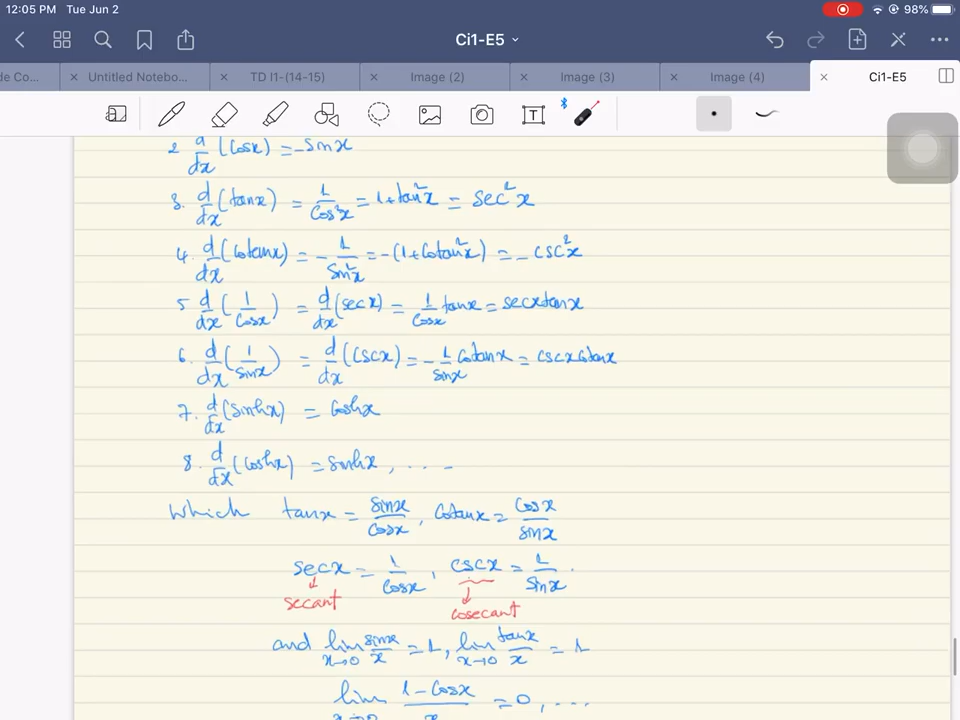 12:05 PM Tue Jun 2 98%
Ci1-E5
de Co... Untitled Notebo... TD I1-(14-15) Image (2) Image (3) Image (4) Ci1-E5
2 d/dx (cosx) = -sinx
3. d/dx (tanx) = 1/cos²x = 1+tan²x = sec²x
4. d/dx (cotanx) = -1/sin²x = -(1+cotan²x) = -csc²x
5 d/dx (1/cosx) = d/dx (secx) = 1/cosx tanx = secxtanx
6. d/dx (1/sinx) = d/dx (cscx) = -1/sinx cotanx = cscxcotanx
7. d/dx (sinhx) = coshx
8. d/dx (coshx) = sinhx, ....
Which tanx = sinx/cosx, cotanx = cosx/sinx
secx = 1/cosx, cscx = 1/sinx.
secant cosecant
and lim x→0 sinx/x = 1, lim x→0 tanx/x = 1
lim x→0 1-cosx/x = 0, ...